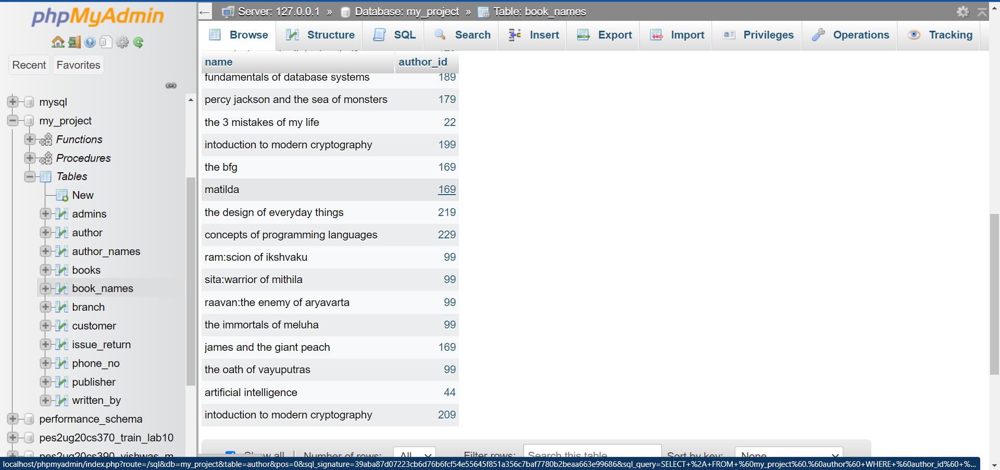 phpMyAdmin
Recent Favorites
mysql
my_project
Functions
Procedures
Tables
New
admins
author
author_names
books
book_names
branch
customer
issue_return
phone_no
publisher
written_by
performance_schema
pes2ug20cs370_train_lab10
pes2ug20cs390_vishwas_m
Server: 127.0.0.1 » Database: my_project » Table: book_names
Browse Structure SQL Search Insert Export Import Privileges Operations Tracking
name author_id
fundamentals of database systems 189
percy jackson and the sea of monsters 179
the 3 mistakes of my life 22
intoduction to modern cryptography 199
the bfg 169
matilda 169
the design of everyday things 219
concepts of programming languages 229
ram:scion of ikshvaku 99
sita:warrior of mithila 99
raavan:the enemy of aryavarta 99
the immortals of meluha 99
james and the giant peach 169
the oath of vayuputras 99
artificial intelligence 44
intoduction to modern cryptography 209
Show all | Number of rows: All Filter rows: Search this table Sort by key: None
localhost/phpmyadmin/index.php?route=/sql&db=my_project&table=author&pos=0&sql_signature=39aba87d07223cb6d76b6fcf54e55645f851a356c7baf7780b2beaa663e99686&sql_query=SELECT+%2A+FROM+%60my_project%60.%60author%60+WHERE+%60author_id%60+%...